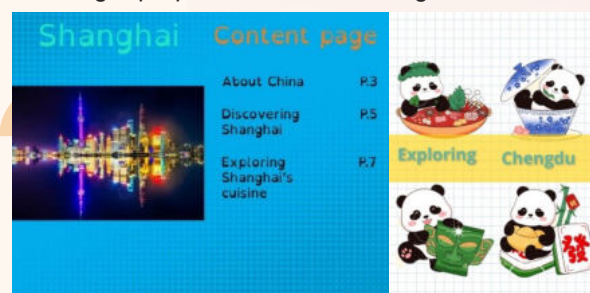 Shanghai
Content page
About China P.3
Discovering
Shanghai P.5
Exploring
Shanghai's
cuisine P.7
Exploring Chengdu
發